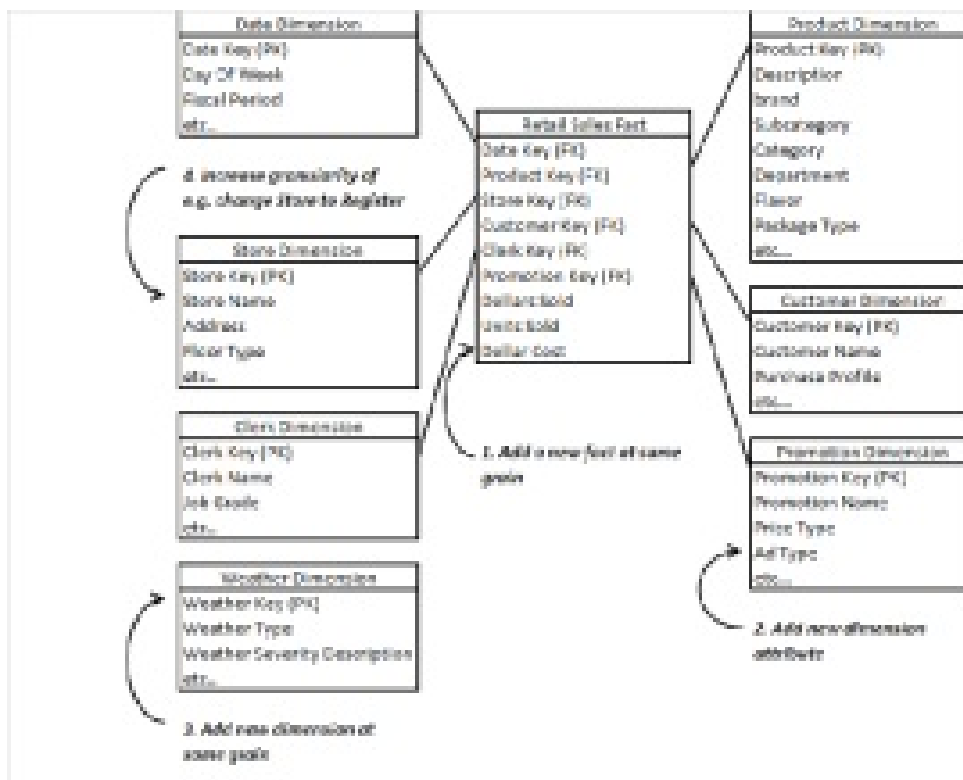 Date Dimension
Date Key (PK)
Day Of Week
Fiscal Period
etc...
4. Increase granularity of
e.g. change Store to Register
Store Dimension
Store Key (PK)
Store Name
Address
Floor Type
etc...
Clerk Dimension
Clerk Key (PK)
Clerk Name
Job Grade
etc...
Weather Dimension
Weather Key (PK)
Weather Type
Weather Severity Description
etc...
3. Add new dimension at
same grain
Retail Sales Fact
Date Key (FK)
Product Key (FK)
Store Key (FK)
Customer Key (FK)
Clerk Key (FK)
Promotion Key (FK)
Dollars Sold
Units Sold
Dollar Cost
1. Add a new fact at same
grain
Product Dimension
Product Key (PK)
Description
brand
Subcategory
Category
Department
Flavor
Package Type
etc...
Customer Dimension
Customer Key (PK)
Customer Name
Purchase Profile
etc...
Promotion Dimension
Promotion Key (PK)
Promotion Name
Price Type
Ad Type
etc...
2. Add new dimension
attribute